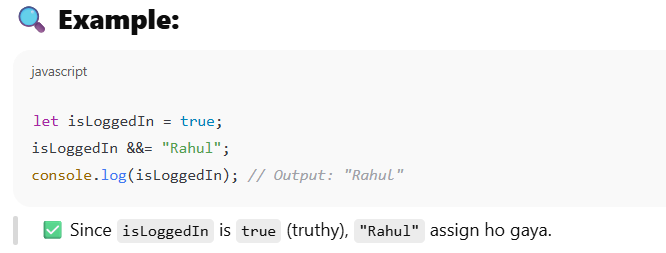 🔍 Example:
javascript
let isLoggedIn = true;
isLoggedIn &&= "Rahul";
console.log(isLoggedIn); // Output: "Rahul"
✅ Since isLoggedIn is true (truthy), "Rahul" assign ho gaya.